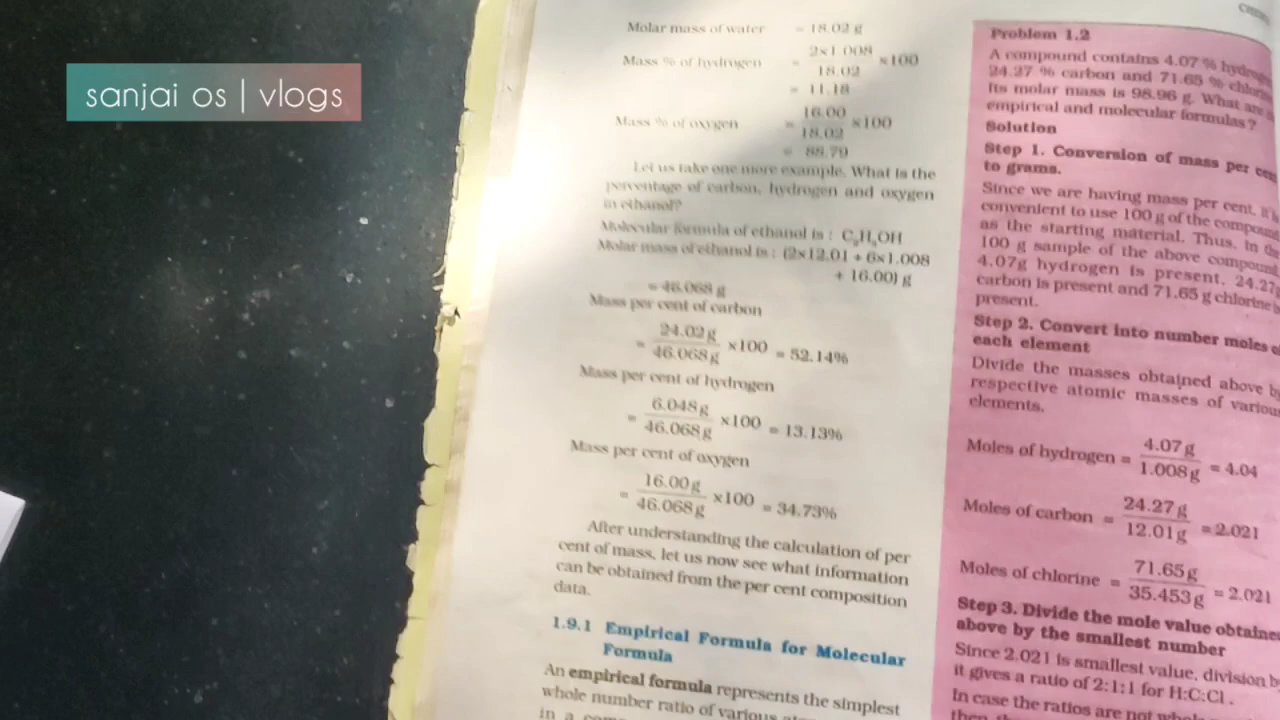 sanjai os | vlogs
Molar mass of water = 18.02 g
Mass % of hydrogen = 2×1.008 / 18.02 ×100
= 11.18
Mass % of oxygen = 16.00 / 18.02 ×100
= 88.79
Let us take one more example. What is the
percentage of carbon, hydrogen and oxygen
in ethanol?
Molecular formula of ethanol is : C₂H₅OH
Molar mass of ethanol is : (2×12.01 + 6×1.008
+ 16.00) g
= 46.068 g
Mass per cent of carbon
= 24.02 g / 46.068 g ×100 = 52.14%
Mass per cent of hydrogen
= 6.048 g / 46.068 g ×100 = 13.13%
Mass per cent of oxygen
= 16.00 g / 46.068 g ×100 = 34.73%
After understanding the calculation of per
cent of mass, let us now see what information
can be obtained from the per cent composition
data.
1.9.1 Empirical Formula for Molecular
Formula
An empirical formula represents the simplest
whole number ratio of various
in a
Problem 1.2
A compound contains 4.07 %
24.27 % carbon and 71.65 %
Its molar mass is 98.96 g. What are
empirical and molecular formulas?
Solution
Step 1. Conversion of mass per
to grams.
Since we are having mass per cent, it
convenient to use 100 g of the compound
as the starting material. Thus, in the
100 g sample of the above compound
4.07g hydrogen is present, 24.27g
carbon is present and 71.65 g chlorine
present.
Step 2. Convert into number moles
each element
Divide the masses obtained above by
respective atomic masses of various
elements.
Moles of hydrogen = 4.07 g / 1.008 g = 4.04
Moles of carbon = 24.27 g / 12.01 g = 2.021
Moles of chlorine = 71.65 g / 35.453 g = 2.021
Step 3. Divide the mole value
above by the smallest number
Since 2.021 is smallest value, division by
it gives a ratio of 2:1:1 for H:C:Cl .
In case the ratios are not